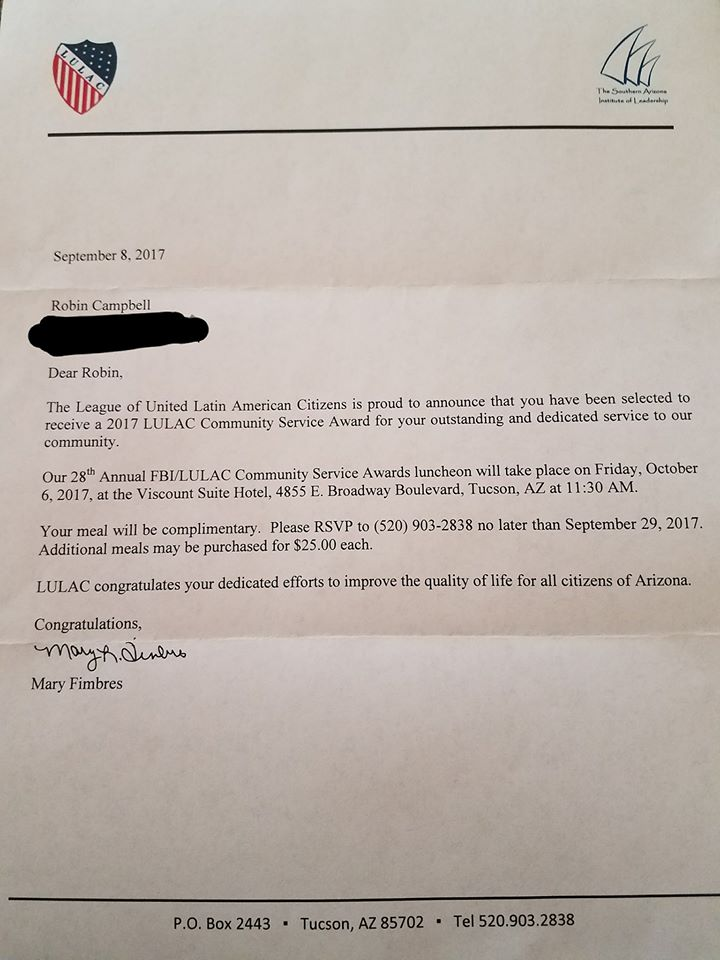 LULAC
The Southern Arizona
Institute of Leadership
September 8, 2017
Robin Campbell
Dear Robin,
The League of United Latin American Citizens is proud to announce that you have been selected to
receive a 2017 LULAC Community Service Award for your outstanding and dedicated service to our
community.
Our 28th Annual FBI/LULAC Community Service Awards luncheon will take place on Friday, October
6, 2017, at the Viscount Suite Hotel, 4855 E. Broadway Boulevard, Tucson, AZ at 11:30 AM.
Your meal will be complimentary. Please RSVP to (520) 903-2838 no later than September 29, 2017.
Additional meals may be purchased for $25.00 each.
LULAC congratulates your dedicated efforts to improve the quality of life for all citizens of Arizona.
Congratulations,
Mary R. Fimbres
Mary Fimbres
P.O. Box 2443 ▪ Tucson, AZ 85702 ▪ Tel 520.903.2838